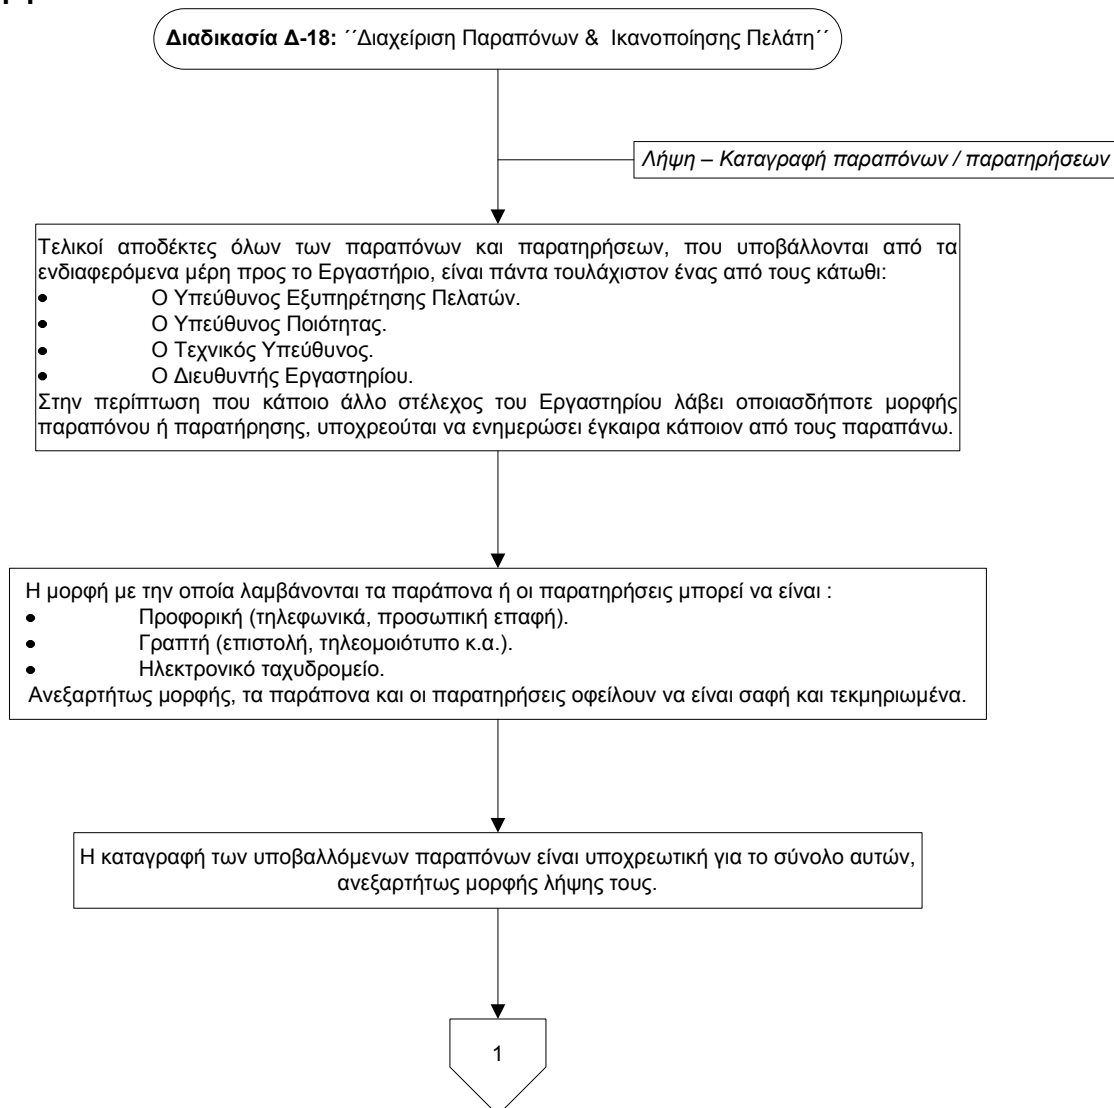 Διαδικασία Δ-18: ΄΄Διαχείριση Παραπόνων & Ικανοποίησης Πελάτη΄΄
Λήψη – Καταγραφή παραπόνων / παρατηρήσεων
Τελικοί αποδέκτες όλων των παραπόνων και παρατηρήσεων, που υποβάλλονται από τα
ενδιαφερόμενα μέρη προς το Εργαστήριο, είναι πάντα τουλάχιστον ένας από τους κάτωθι:
• Ο Υπεύθυνος Εξυπηρέτησης Πελατών.
• Ο Υπεύθυνος Ποιότητας.
• Ο Τεχνικός Υπεύθυνος.
• Ο Διευθυντής Εργαστηρίου.
Στην περίπτωση που κάποιο άλλο στέλεχος του Εργαστηρίου λάβει οποιασδήποτε μορφής
παραπόνου ή παρατήρησης, υποχρεούται να ενημερώσει έγκαιρα κάποιον από τους παραπάνω.
Η μορφή με την οποία λαμβάνονται τα παράπονα ή οι παρατηρήσεις μπορεί να είναι :
• Προφορική (τηλεφωνικά, προσωπική επαφή).
• Γραπτή (επιστολή, τηλεομοιότυπο κ.α.).
• Ηλεκτρονικό ταχυδρομείο.
Ανεξαρτήτως μορφής, τα παράπονα και οι παρατηρήσεις οφείλουν να είναι σαφή και τεκμηριωμένα.
Η καταγραφή των υποβαλλόμενων παραπόνων είναι υποχρεωτική για το σύνολο αυτών,
ανεξαρτήτως μορφής λήψης τους.
1